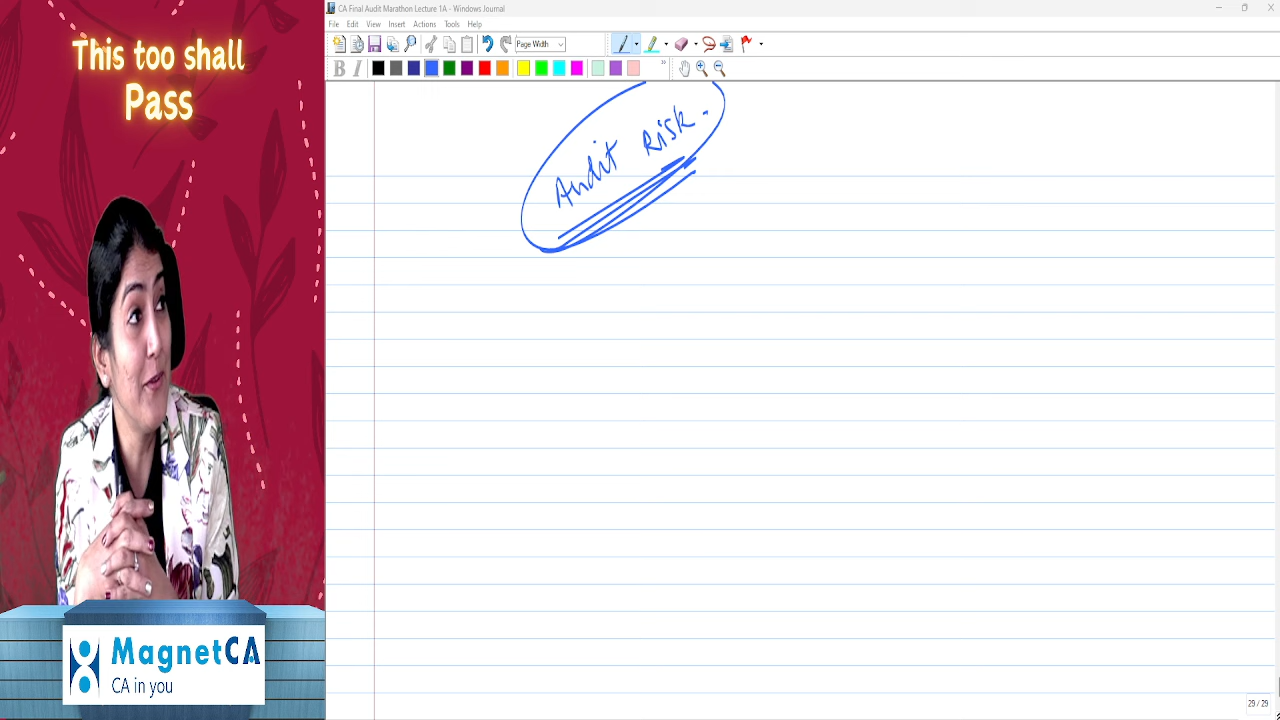 This too shall
Pass
MagnetCA
CA in you
CA Final Audit Marathon Lecture 1A - Windows Journal
File Edit View Insert Actions Tools Help
Page Width
B I
Audit Risk.
29 / 29